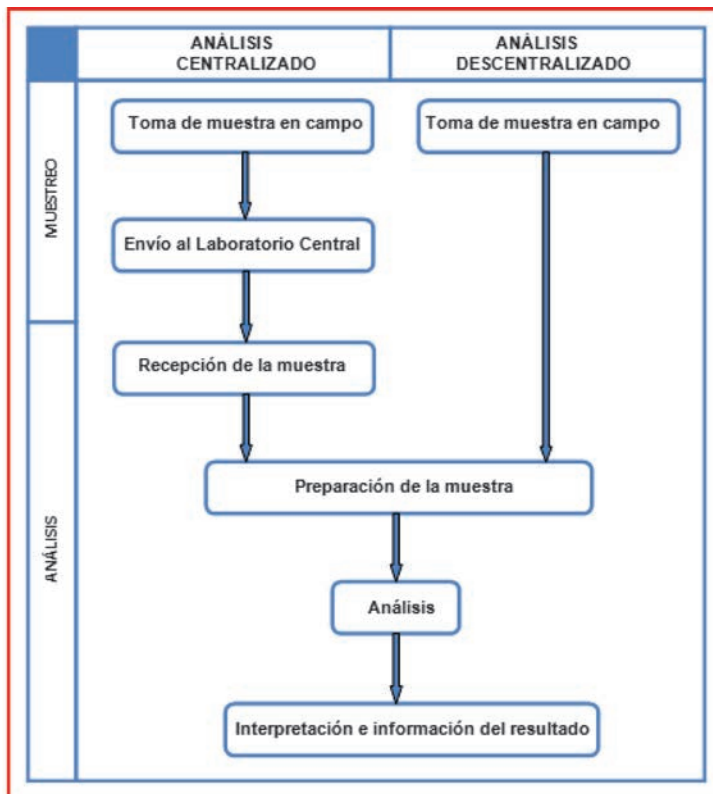 ANÁLISIS
CENTRALIZADO
ANÁLISIS
DESCENTRALIZADO
MUESTREO
Toma de muestra en campo
Toma de muestra en campo
Envío al Laboratorio Central
ANÁLISIS
Recepción de la muestra
Preparación de la muestra
Análisis
Interpretación e información del resultado